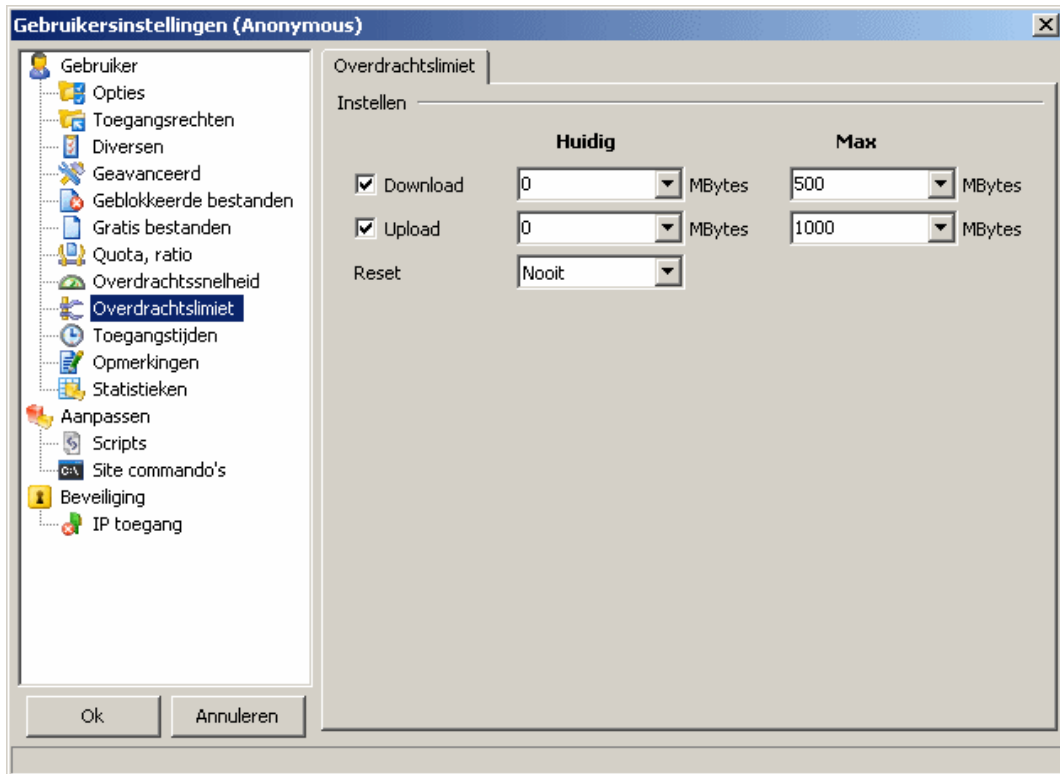 Gebruikersinstellingen (Anonymous)
Gebruiker
Opties
Toegangsrechten
Diversen
Geavanceerd
Geblokkeerde bestanden
Gratis bestanden
Quota, ratio
Overdrachtssnelheid
Overdrachtslimiet
Toegangstijden
Opmerkingen
Statistieken
Aanpassen
Scripts
C:\
Site commando's
Beveiliging
IP toegang
Ok
Annuleren
Overdrachtslimiet
Instellen
Huidig Max
Download 0 MBytes 500 MBytes
Upload 0 MBytes 1000 MBytes
Reset Nooit